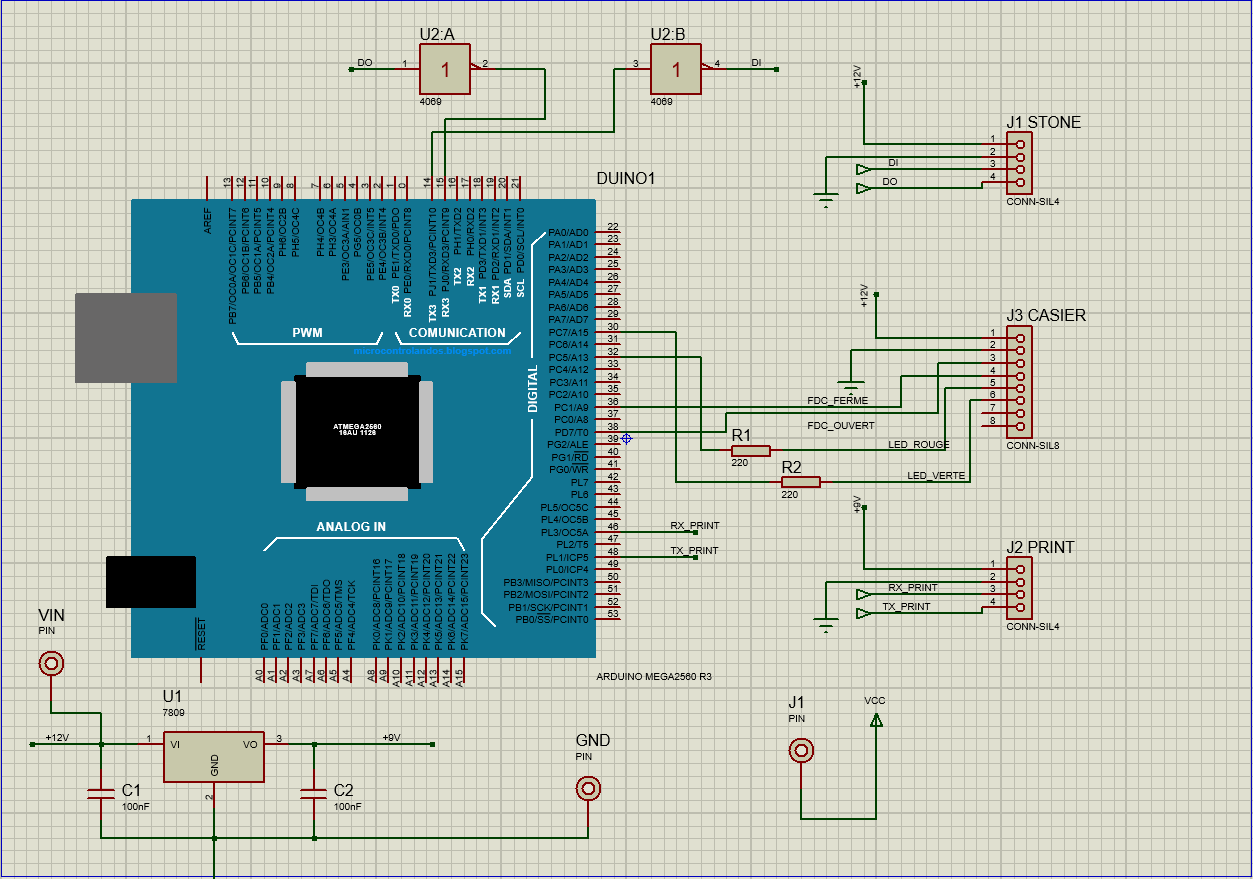 U2:A
DO
1
1
2
4069
U2:B
3
1
4
DI
4069
+12V
J1 STONE
1
2
DI
3
DO
4
CONN-SIL4
DUINO1
AREF
13
12
11
10
9
8
7
6
5
4
3
2
1
0
14
15
16
17
18
19
20
21
PB7/OC0A/OC1C/PCINT7
PB6/OC1B/PCINT6
PB5/OC1A/PCINT5
PB4/OC2A/PCINT4
PH6/OC2B
PH5/OC4C
PH4/OC4B
PH3/OC4A
PE3/OC3A/AIN1
PG5/OC0B
PE5/OC3C/INT5
PE4/OC3B/INT4
PE1/TXD0/PDO
PE0/RXD0/PCINT8
PJ1/TXD3/PCINT10
PJ0/RXD3/PCINT9
PH1/TXD2
PH0/RXD2
PD3/TXD1/INT3
PD2/RXD1/INT2
PD1/SDA/INT1
PD0/SCL/INT0
TX0
RX0
TX3
RX3
TX2
RX2
TX1
RX1
SDA
SCL
PWM
COMUNICATION
microcontrolandos.blogspot.com
DIGITAL
ATMEGA2560
16AU 1126
ANALOG IN
PA0/AD0 22
PA1/AD1 23
PA2/AD2 24
PA3/AD3 25
PA4/AD4 26
PA5/AD5 27
PA6/AD6 28
PA7/AD7 29
PC7/A15 30
PC6/A14 31
PC5/A13 32
PC4/A12 33
PC3/A11 34
PC2/A10 35
PC1/A9 36
PC0/A8 37
PD7/T0 38
PG2/ALE 39
PG1/RD 40
PG0/WR 41
PL7 42
PL6 43
PL5/OC5C 44
PL4/OC5B 45
PL3/OC5A 46
PL2/T5 47
PL1/ICP5 48
PL0/ICP4 49
PB3/MISO/PCINT3 50
PB2/MOSI/PCINT2 51
PB1/SCK/PCINT1 52
PB0/SS/PCINT0 53
+12V
J3 CASIER
1
2
3
4
5
6
7
8
CONN-SIL8
FDC_FERME
FDC_OUVERT
R1
220
LED_ROUGE
R2
220
LED_VERTE
RX_PRINT
TX_PRINT
+9V
J2 PRINT
1
2
RX_PRINT
3
TX_PRINT
4
CONN-SIL4
RESET
PF0/ADC0
PF1/ADC1
PF2/ADC2
PF3/ADC3
PF7/ADC7/TDI
PF6/ADC6/TDO
PF5/ADC5/TMS
PF4/ADC4/TCK
PK0/ADC8/PCINT16
PK1/ADC9/PCINT17
PK2/ADC10/PCINT18
PK3/ADC11/PCINT19
PK4/ADC12/PCINT20
PK5/ADC13/PCINT21
PK6/ADC14/PCINT22
PK7/ADC15/PCINT23
A0
A1
A2
A3
A7
A6
A5
A4
A8
A9
A10
A11
A12
A13
A14
A15
ARDUINO MEGA2560 R3
VIN
PIN
U1
7809
+12V
1
VI
VO
3
+9V
GND
2
C1
100nF
C2
100nF
GND
PIN
J1
PIN
VCC